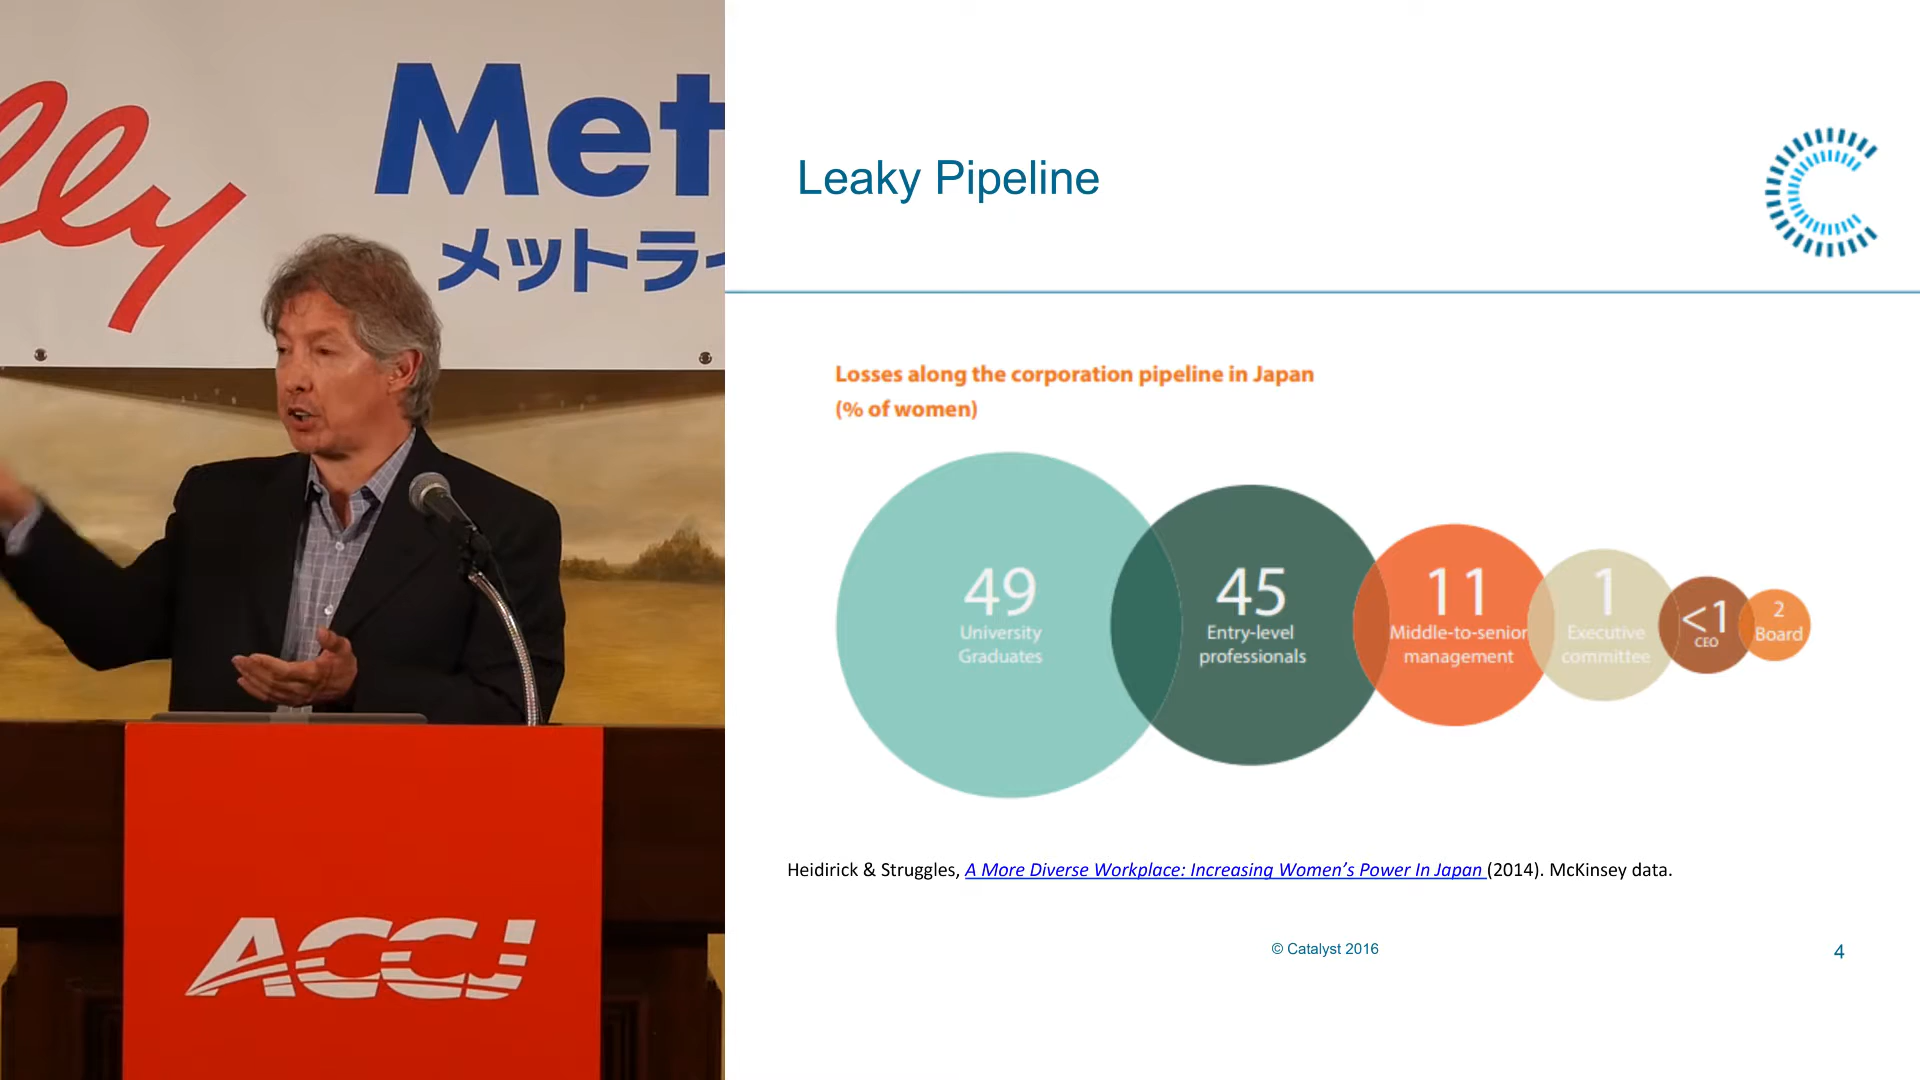 lly
Met
メットライ
ACCJ
Leaky Pipeline
Losses along the corporation pipeline in Japan
(% of women)
49
University
Graduates
45
Entry-level
professionals
11
Middle-to-senior
management
1
Executive
committee
<1
CEO
2
Board
Heidirick & Struggles, A More Diverse Workplace: Increasing Women's Power In Japan (2014). McKinsey data.
© Catalyst 2016
4